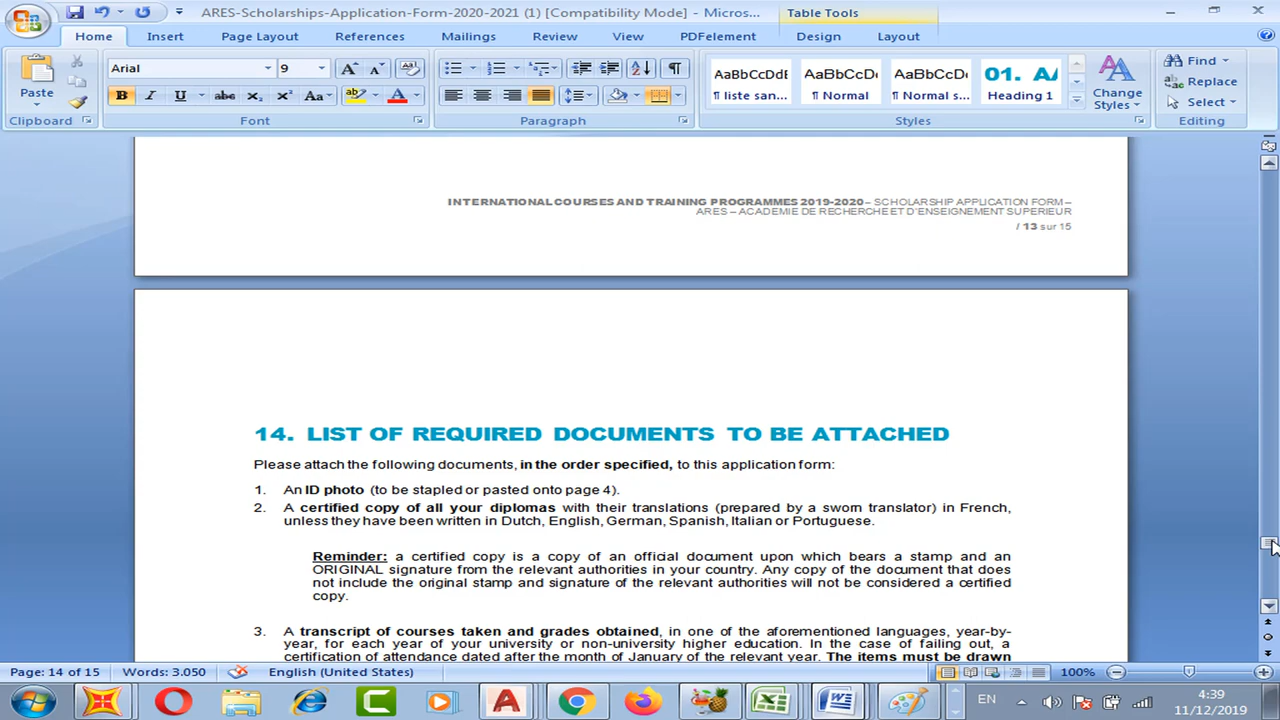 ARES-Scholarships-Application-Form-2020-2021 (1) [Compatibility Mode] - Micros...
Table Tools
Home Insert Page Layout References Mailings Review View PDFelement Design Layout
Paste
Arial 9
AaBbCcDdE AaBbCcDc AaBbCcDc 01. AA
¶ liste san... ¶ Normal ¶ Normal s... Heading 1
Change Styles
Find
Replace
Select
Clipboard Font Paragraph Styles Editing
INTERNATIONAL COURSES AND TRAINING PROGRAMMES 2019-2020 – SCHOLARSHIP APPLICATION FORM –
ARES – ACADEMIE DE RECHERCHE ET D'ENSEIGNEMENT SUPERIEUR
/ 13 sur 15
14. LIST OF REQUIRED DOCUMENTS TO BE ATTACHED
Please attach the following documents, in the order specified, to this application form:
1. An ID photo (to be stapled or pasted onto page 4).
2. A certified copy of all your diplomas with their translations (prepared by a sworn translator) in French,
unless they have been written in Dutch, English, German, Spanish, Italian or Portuguese.
Reminder: a certified copy is a copy of an official document upon which bears a stamp and an
ORIGINAL signature from the relevant authorities in your country. Any copy of the document that does
not include the original stamp and signature of the relevant authorities will not be considered a certified
copy.
3. A transcript of courses taken and grades obtained, in one of the aforementioned languages, year-by-
year, for each year of your university or non-university higher education. In the case of failing out, a
certification of attendance dated after the month of January of the relevant year. The items must be drawn
Page: 14 of 15 Words: 3.050 English (United States) 100%
EN
4:39
11/12/2019